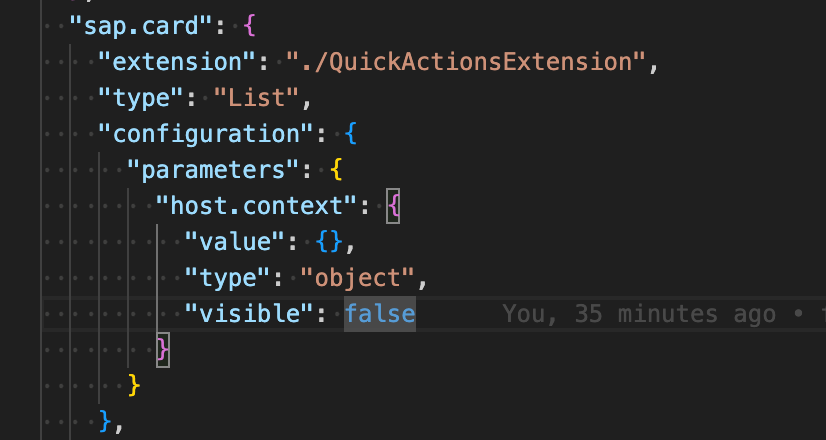 "sap.card": {
"extension": "./QuickActionsExtension",
"type": "List",
"configuration": {
"parameters": {
"host.context": {
"value": {},
"type": "object",
"visible": false You, 35 minutes ago •
}
}
},